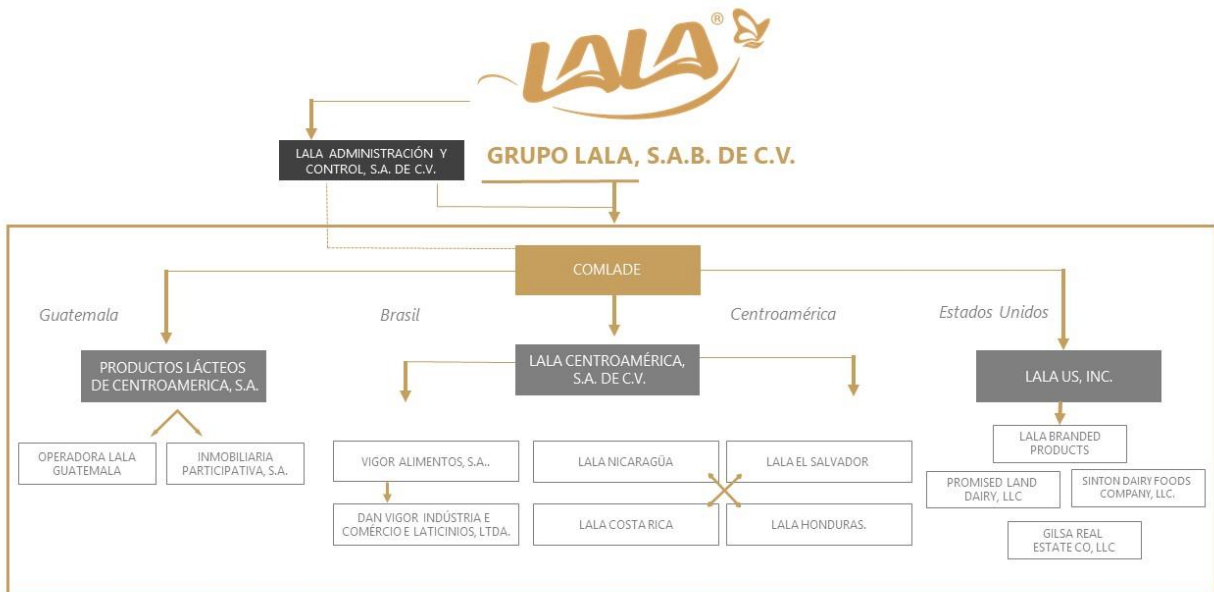 LALA®
LALA ADMINISTRACIÓN Y
CONTROL, S.A. DE C.V.
GRUPO LALA, S.A.B. DE C.V.
COMLADE
Guatemala
Brasil
Centroamérica
Estados Unidos
PRODUCTOS LÁCTEOS
DE CENTROAMERICA, S.A.
LALA CENTROAMÉRICA,
S.A. DE C.V.
LALA US, INC.
OPERADORA LALA
GUATEMALA
INMOBILIARIA
PARTICIPATIVA, S.A.
VIGOR ALIMENTOS, S.A..
LALA NICARAGÜA
LALA EL SALVADOR
LALA BRANDED
PRODUCTS
PROMISED LAND
DAIRY, LLC
SINTON DAIRY FOODS
COMPANY, LLC.
DAN VIGOR INDÚSTRIA E
COMÉRCIO E LATICINIOS, LTDA.
LALA COSTA RICA
LALA HONDURAS.
GILSA REAL
ESTATE CO, LLC